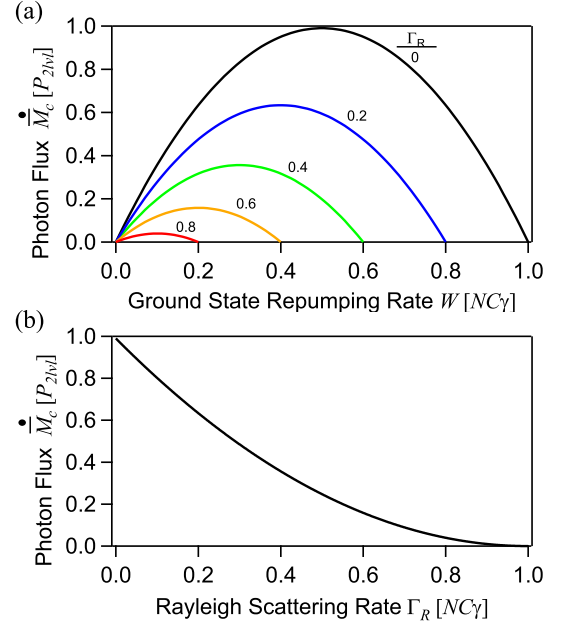 (a)
1.0
0.8
0.6
0.4
0.2
0.0
Photon Flux Ṁ̄_c [P_2lvl]
Γ_R
0
0.2
0.4
0.6
0.8
0.0 0.2 0.4 0.6 0.8 1.0
Ground State Repumping Rate W [NCγ]
(b)
1.0
0.8
0.6
0.4
0.2
0.0
Photon Flux Ṁ̄_c [P_2lvl]
0.0 0.2 0.4 0.6 0.8 1.0
Rayleigh Scattering Rate Γ_R [NCγ]